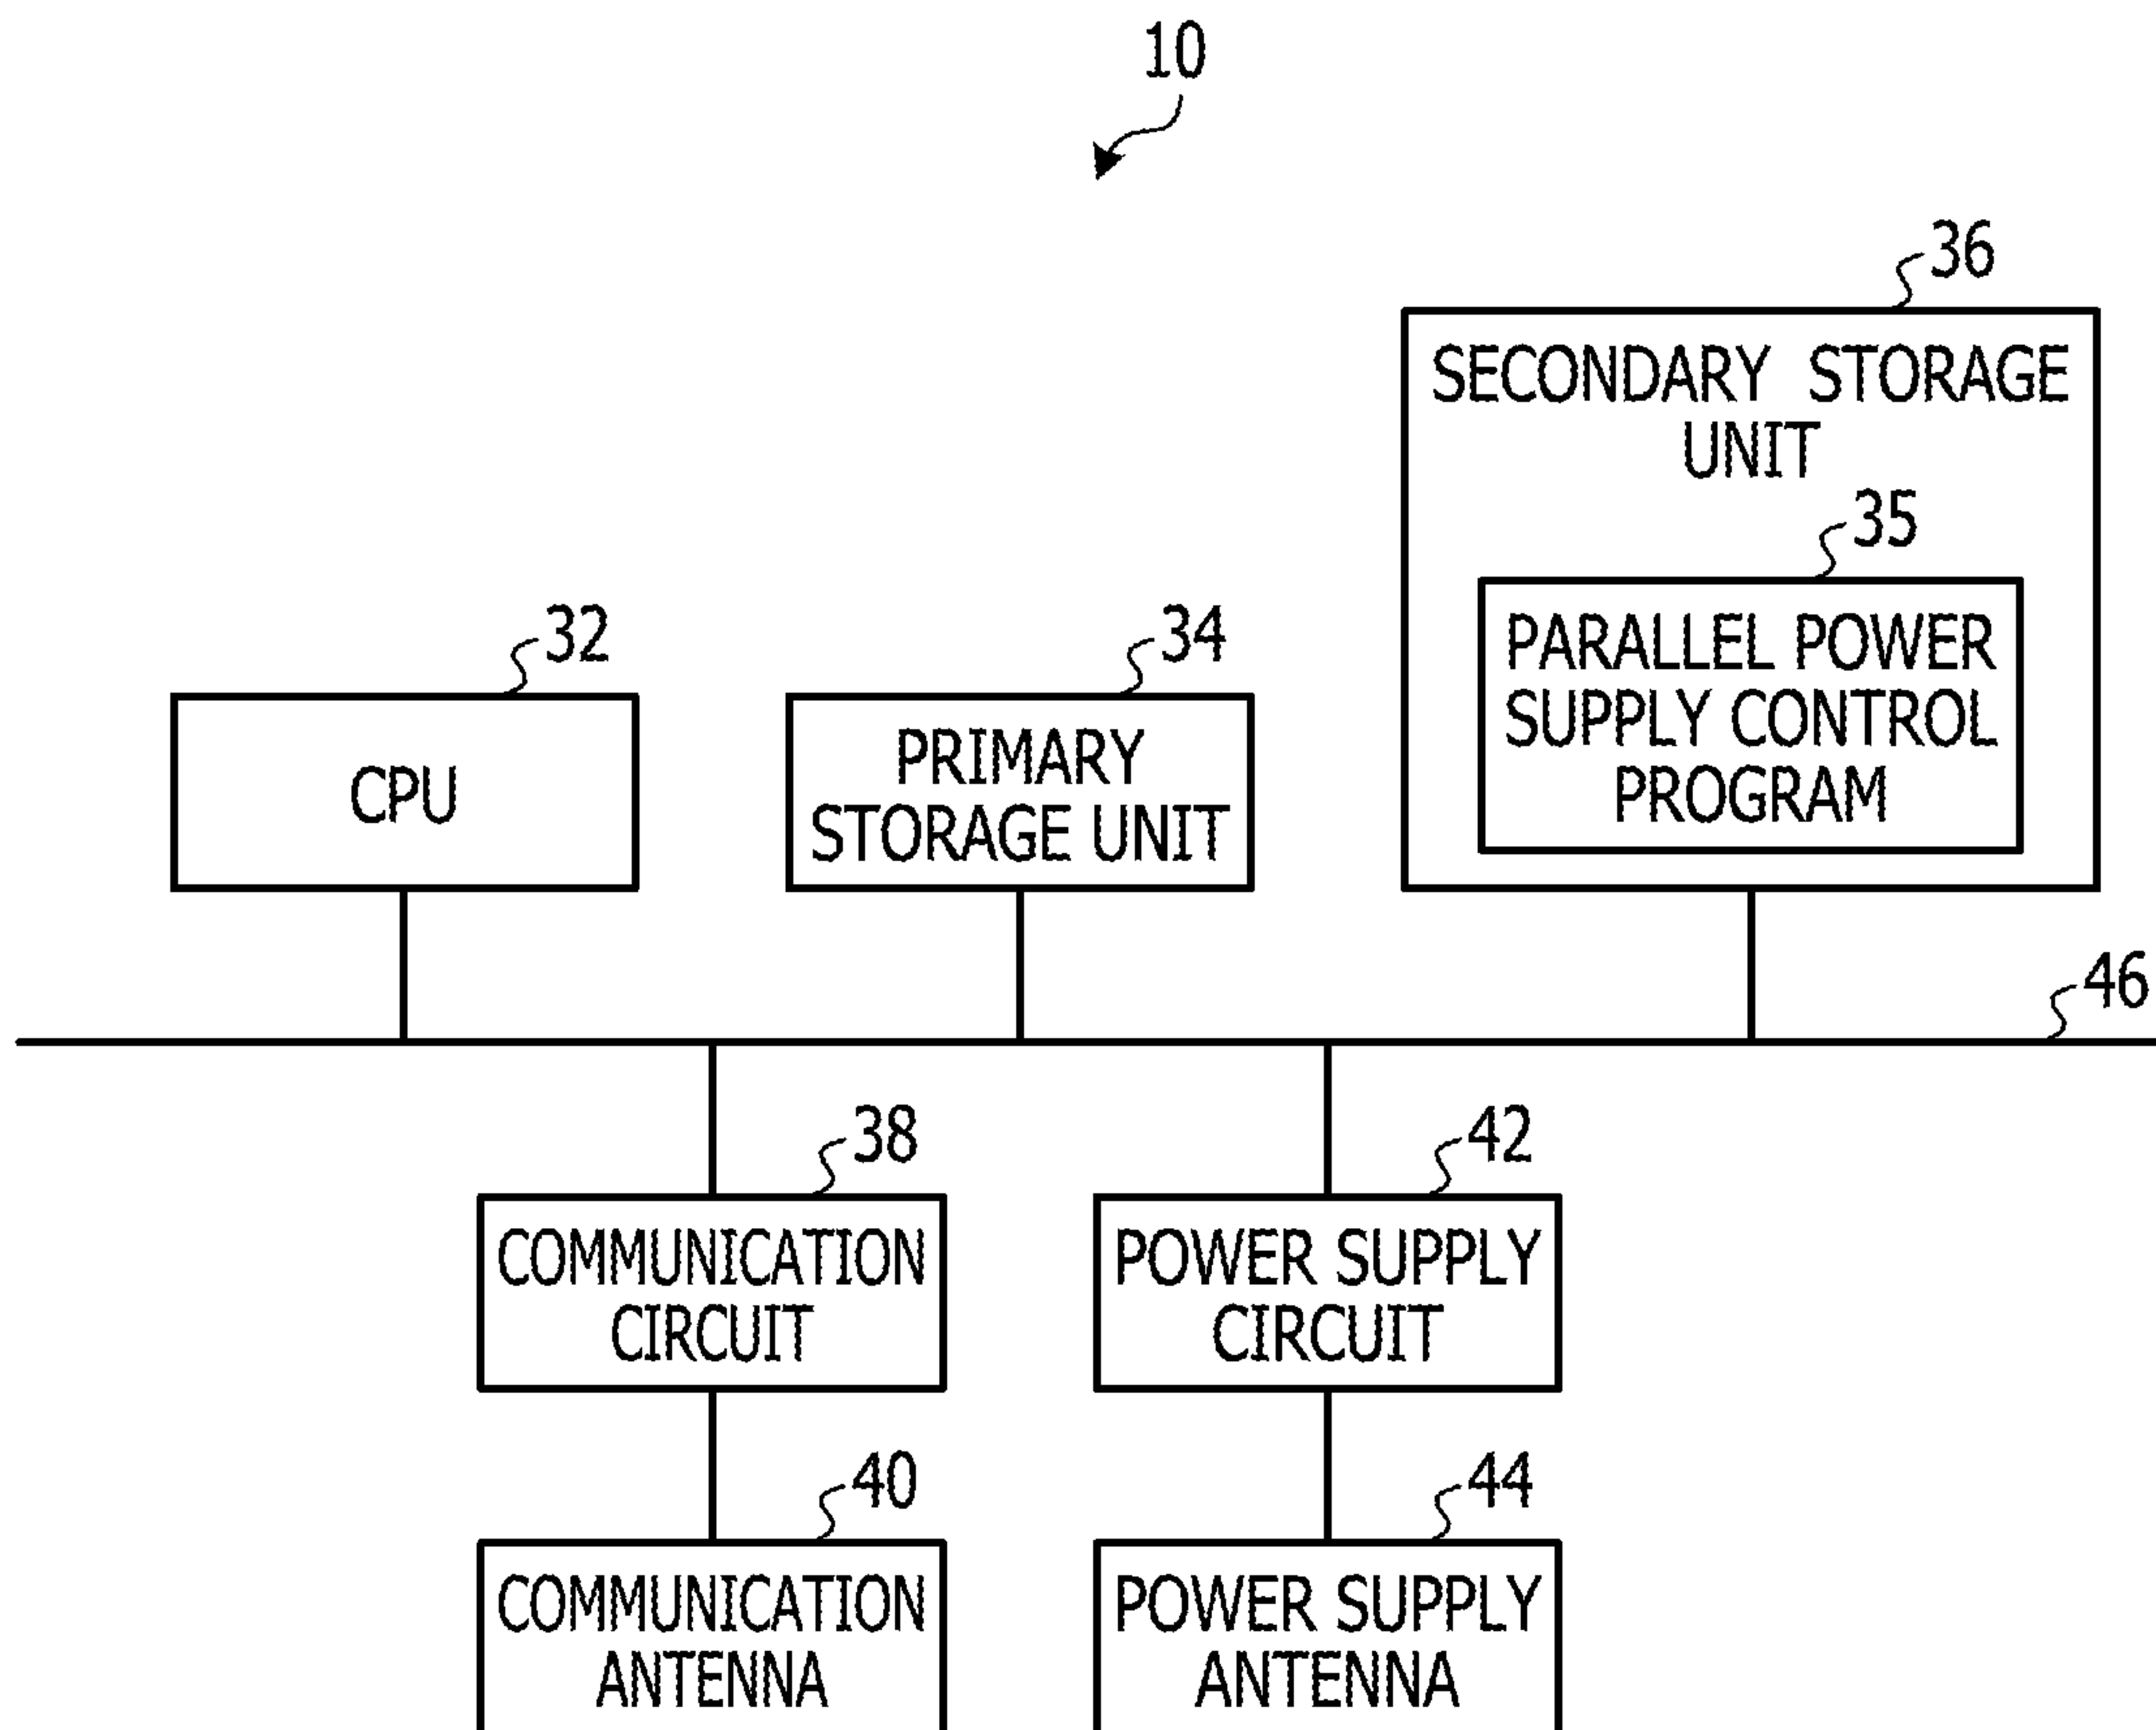 10
36
SECONDARY STORAGE
UNIT
35
PARALLEL POWER
SUPPLY CONTROL
PROGRAM
32
CPU
34
PRIMARY
STORAGE UNIT
46
38
COMMUNICATION
CIRCUIT
42
POWER SUPPLY
CIRCUIT
40
COMMUNICATION
ANTENNA
44
POWER SUPPLY
ANTENNA